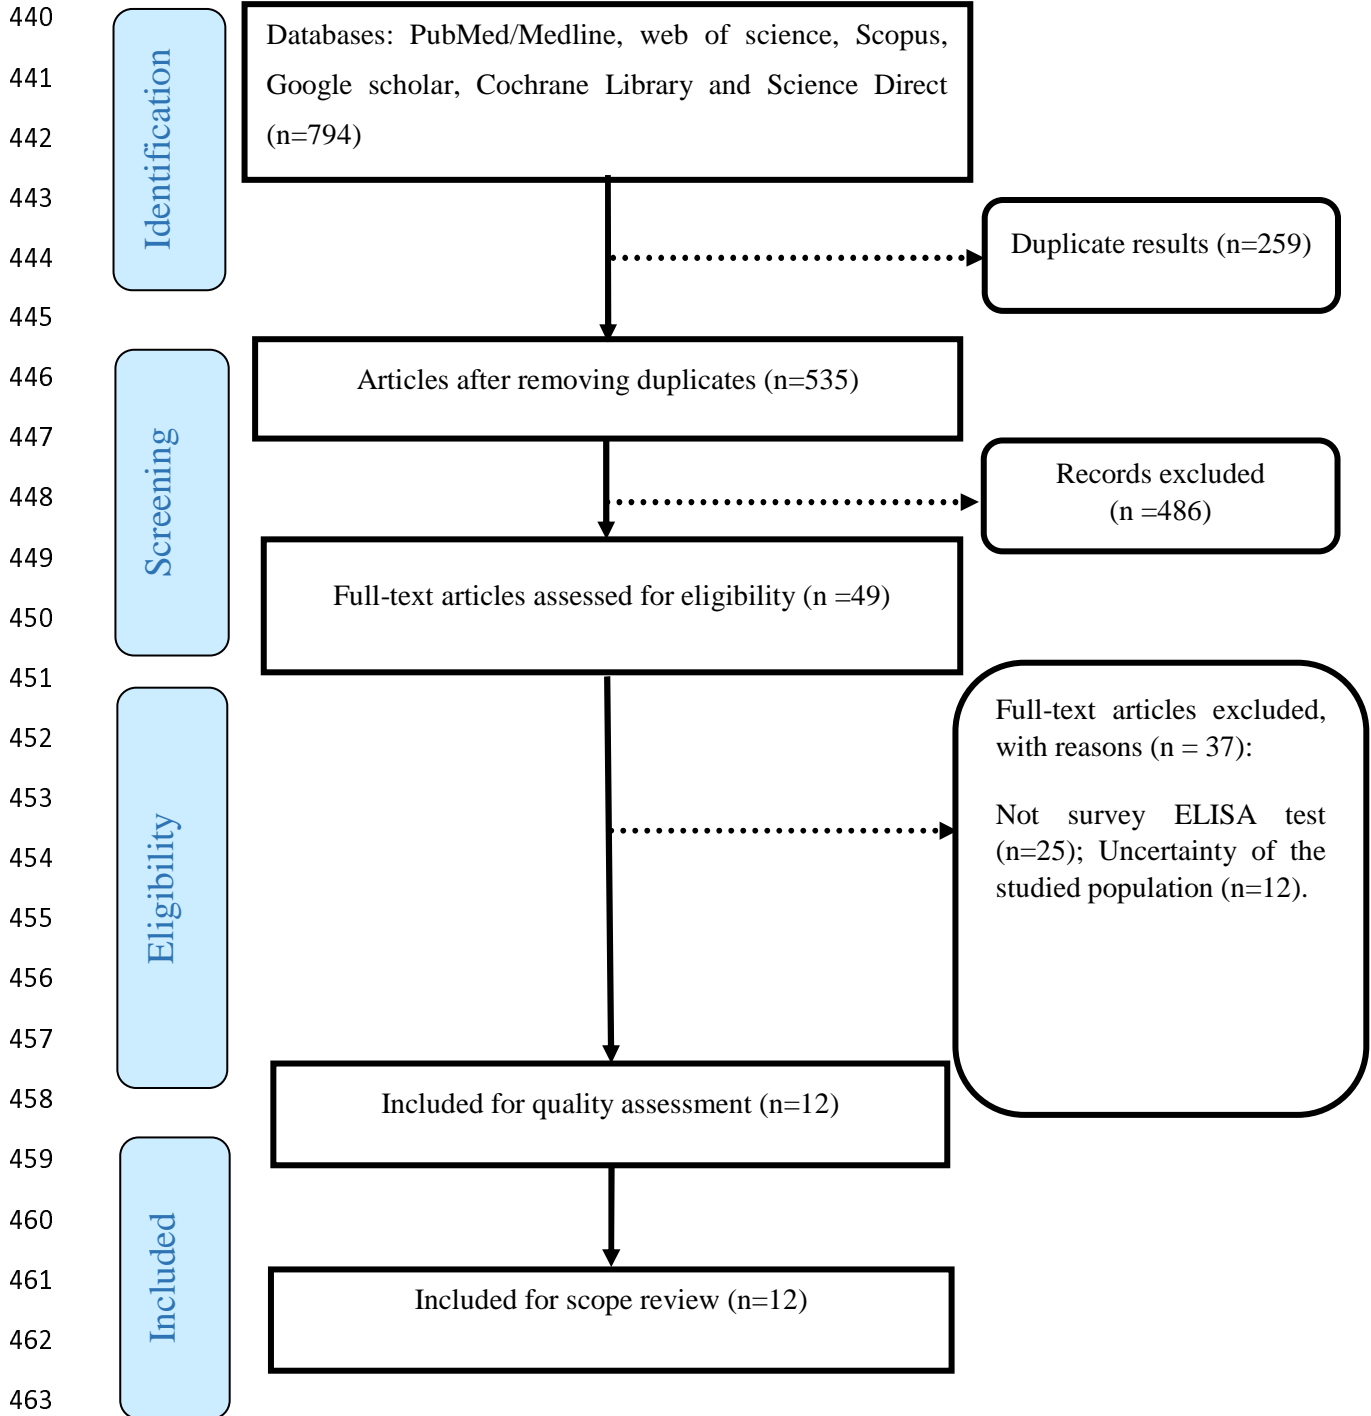 440
441
442
443
444
445
446
447
448
449
450
451
452
453
454
455
456
457
458
459
460
461
462
463
Identification
Databases: PubMed/Medline, web of science, Scopus,
Google scholar, Cochrane Library and Science Direct
(n=794)
Duplicate results (n=259)
Screening
Articles after removing duplicates (n=535)
Records excluded
(n =486)
Full-text articles assessed for eligibility (n =49)
Eligibility
Full-text articles excluded,
with reasons (n = 37):
Not survey ELISA test
(n=25); Uncertainty of the
studied population (n=12).
Included for quality assessment (n=12)
Included
Included for scope review (n=12)